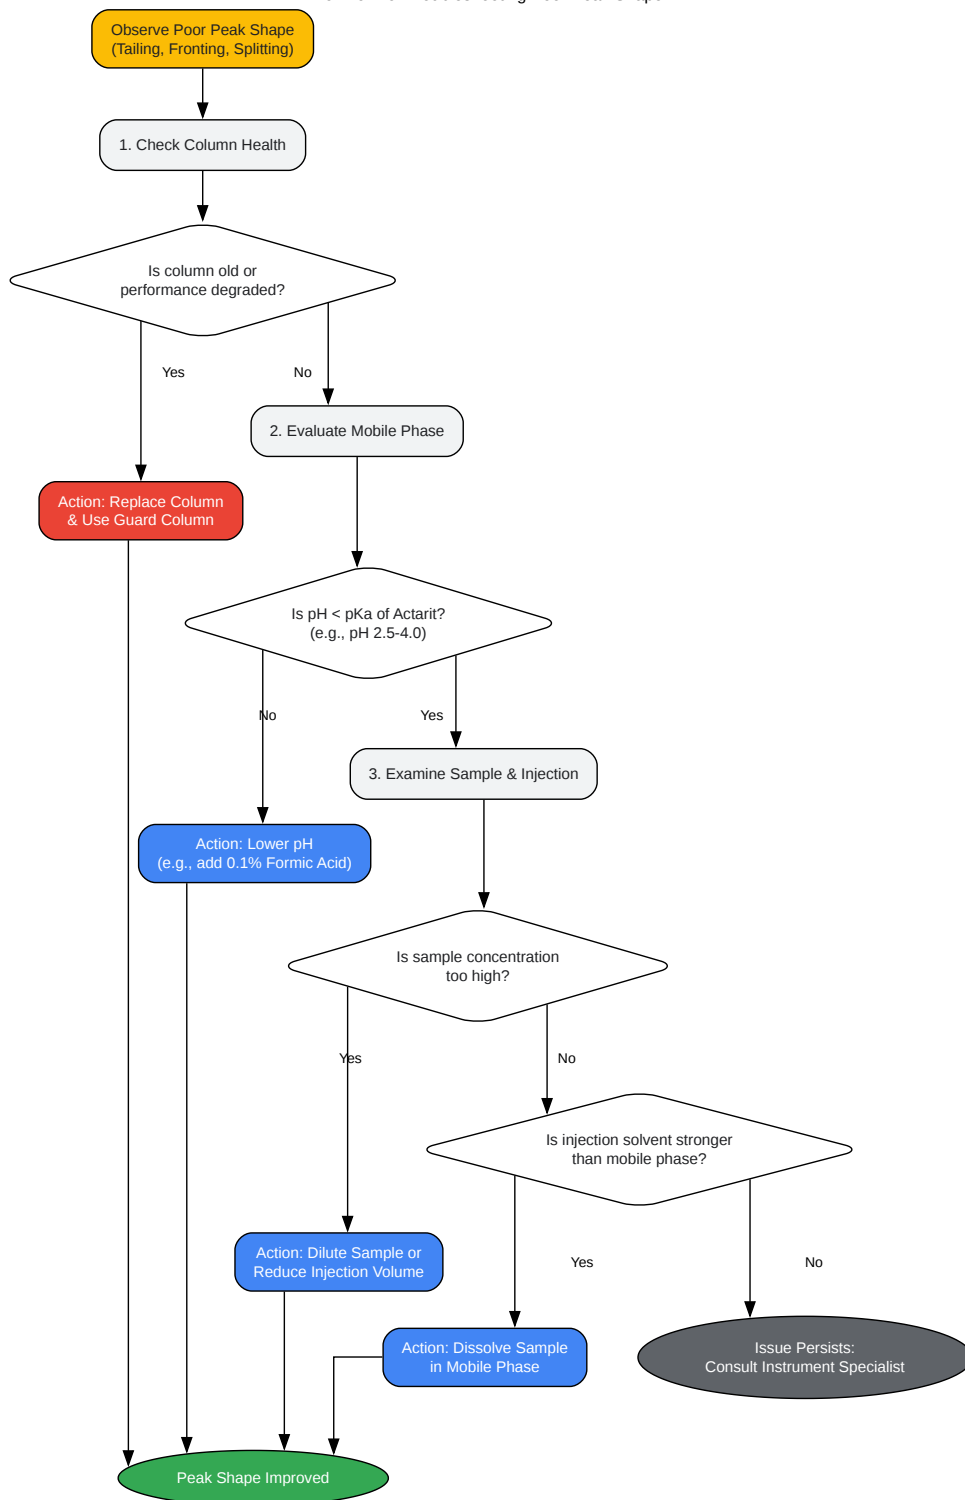 Observe Poor Peak Shape
(Tailing, Fronting, Splitting)
1. Check Column Health
Is column old or
performance degraded?
Yes
No
2. Evaluate Mobile Phase
Action: Replace Column
& Use Guard Column
Is pH < pKa of Actarit?
(e.g., pH 2.5-4.0)
No
Yes
3. Examine Sample & Injection
Action: Lower pH
(e.g., add 0.1% Formic Acid)
Is sample concentration
too high?
Yes
No
Is injection solvent stronger
than mobile phase?
Action: Dilute Sample or
Reduce Injection Volume
Yes
No
Action: Dissolve Sample
in Mobile Phase
Issue Persists:
Consult Instrument Specialist
Peak Shape Improved